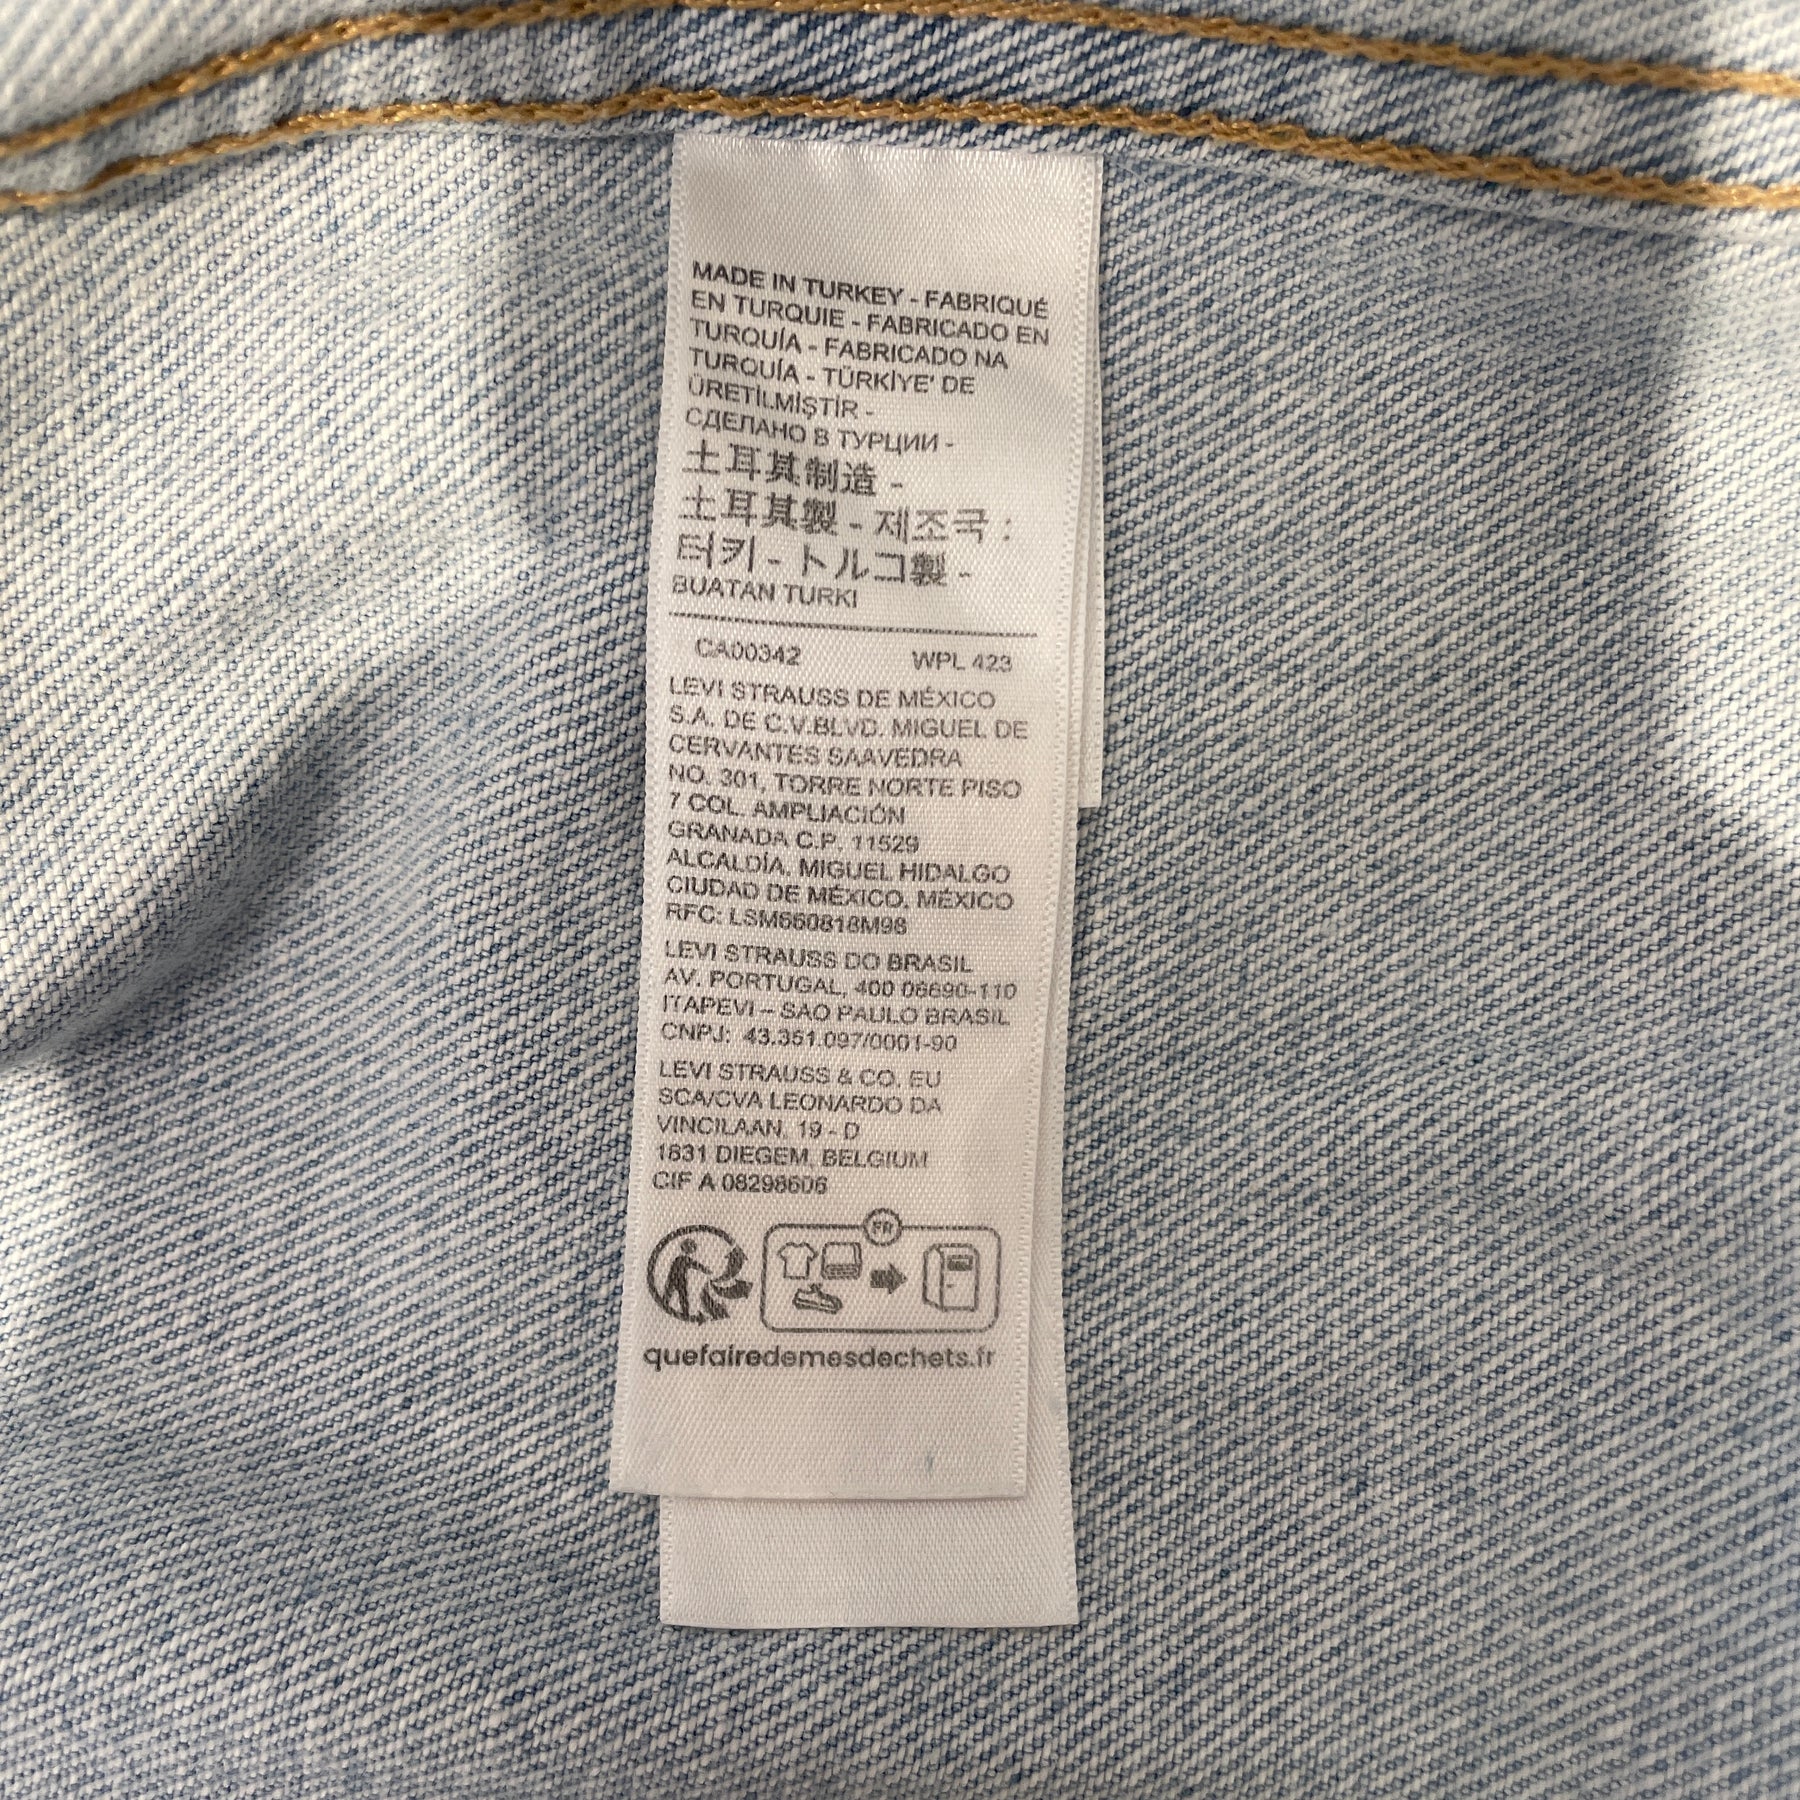 MADE IN TURKEY - FABRIQUÉ
EN TURQUIE - FABRICADO EN
TURQUÍA - FABRICADO NA
TURQUÍA - TÜRKİYE' DE
ÜRETİLMİŞTİR -
СДЕЛАНО В ТУРЦИИ -
土耳其制造 -
土耳其製 - 제조국 :
터키 - トルコ製 -
BUATAN TURKI
CA00342 WPL 423
LEVI STRAUSS DE MÉXICO
S.A. DE C.V.BLVD. MIGUEL DE
CERVANTES SAAVEDRA
NO. 301, TORRE NORTE PISO
7 COL. AMPLIACIÓN
GRANADA C.P. 11529
ALCALDÍA, MIGUEL HIDALGO
CIUDAD DE MÉXICO, MÉXICO
RFC: LSM660818M98
LEVI STRAUSS DO BRASIL
AV. PORTUGAL, 400 06690-110
ITAPEVI – SAO PAULO BRASIL
CNPJ: 43.351.097/0001-90
LEVI STRAUSS & CO. EU
SCA/CVA LEONARDO DA
VINCILAAN, 19 - D
1831 DIEGEM, BELGIUM
CIF A 08298606
FR
quefairedemesdechets.fr